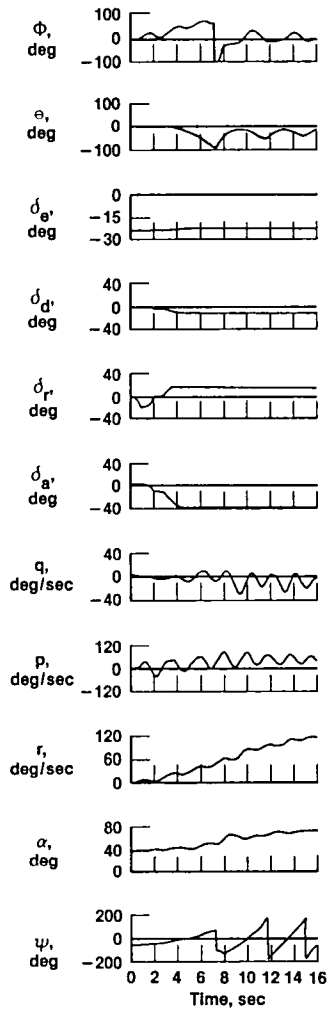 100
Φ,
0
deg
−100
100
Θ,
0
deg
−100
0
δe,
−15
deg
−30
40
δd,
0
deg
−40
40
δr,
0
deg
−40
40
δa,
0
deg
−40
40
q,
0
deg/sec
−40
120
p,
0
deg/sec
−120
120
r,
60
deg/sec
0
80
α,
40
deg
0
200
ψ,
0
deg
−200
0 2 4 6 8 10 12 14 16
Time, sec